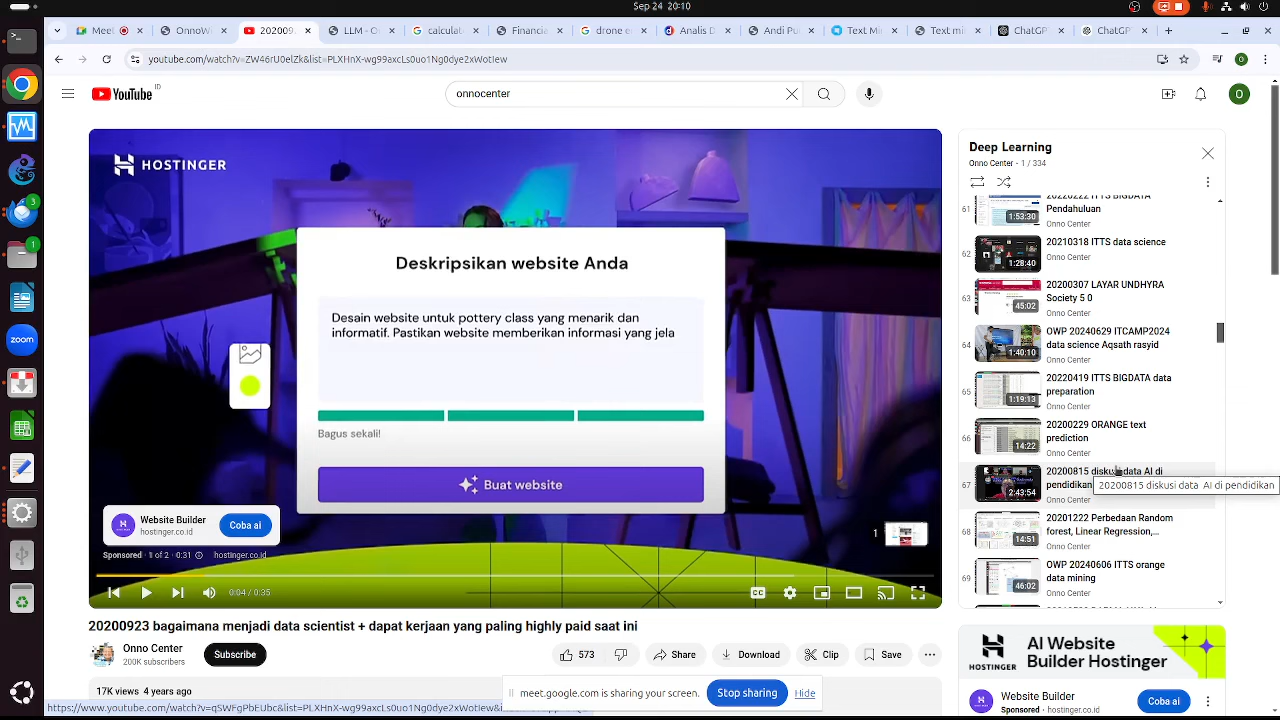 Sep 24 20:10
Meet
OnnoW
202009
LLM - O
calculat
Financia
drone e
Analis D
Andi Pu
Text Mi
Text mi
ChatGP
ChatGP
youtube.com/watch?v=ZW46rU0elZk&list=PLXHnX-wg99axcLs0uo1Ng0qe2aWotlewW
YouTube ID
onnocenter
HOSTINGER
Deskripsikan website Anda
Desain website untuk pottery class yang menarik dan
informatif. Pastikan website memberikan informasi yang jela
Bagus sekali!
Buat website
Website Builder
hostinger.co.id
Coba ai
Sponsored · 1 of 2 · 0:31
hostinger.co.id
1
0:04 / 0:35
20200923 bagaimana menjadi data scientist + dapat kerjaan yang paling highly paid saat ini
Onno Center
200K subscribers
Subscribe
573
Share
Download
Clip
Save
17K views 4 years ago
meet.google.com is sharing your screen.
Stop sharing
Hide
Deep Learning
Onno Center - 1 / 334
61
1:53:30
20220222 ITTS BIGDATA
Pendahuluan
Onno Center
62
1:28:40
20210318 ITTS data science
Onno Center
63
45:02
20200307 LAYAR UNDHYRA
Society 5 0
Onno Center
64
1:40:10
OWP 20240629 ITCAMP2024
data science Aqsath rasyid
Onno Center
65
1:19:13
20220419 ITTS BIGDATA data
preparation
Onno Center
66
14:22
20200229 ORANGE text
prediction
Onno Center
67
2:43:54
20200815 diskusi data AI di
pendidikan
Onno Center
20200815 diskusi data AI di pendidikan
68
14:51
20201222 Perbedaan Random
forest, Linear Regression,...
Onno Center
69
46:02
OWP 20240606 ITTS orange
data mining
Onno Center
HOSTINGER
AI Website
Builder Hostinger
Website Builder
Sponsored
hostinger.co.id
Coba ai